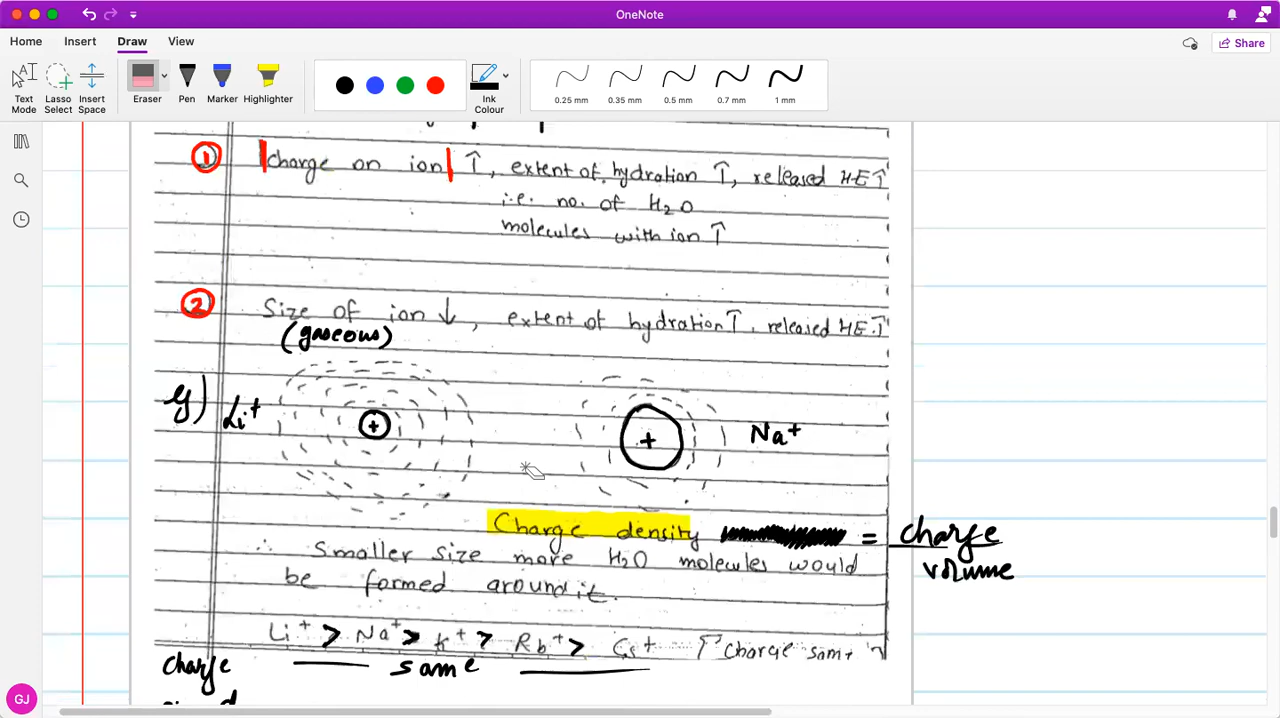 OneNote
Home Insert Draw View
Share
Text Mode
Lasso Select
Insert Space
Eraser
Pen
Marker
Highlighter
Ink Colour
0.25 mm
0.35 mm
0.5 mm
0.7 mm
1 mm
① |charge on ion| ↑, extent of hydration ↑, released HE↑
i.e. no. of H2O
molecules with ion ↑
② Size of ion ↓, extent of hydration↑, released HE↑
(gaseous)
eg) Li+ + + Na+
Charge density = charge / volume
∴ Smaller size more H2O molecules would
be formed around it.
Li+ > Na+ > K+ > Rb+ > Cs+ Charge same
charge same
GJ